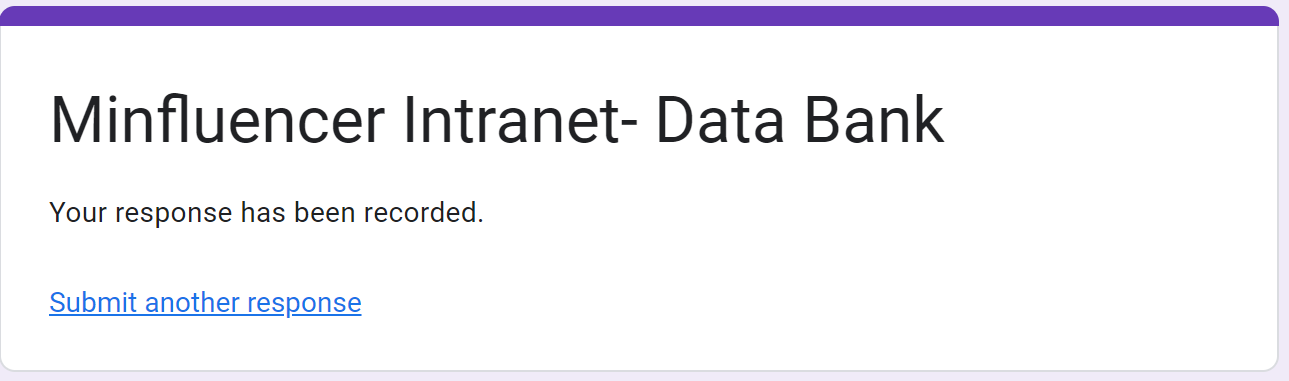 Minfluencer Intranet- Data Bank
Your response has been recorded.
Submit another response